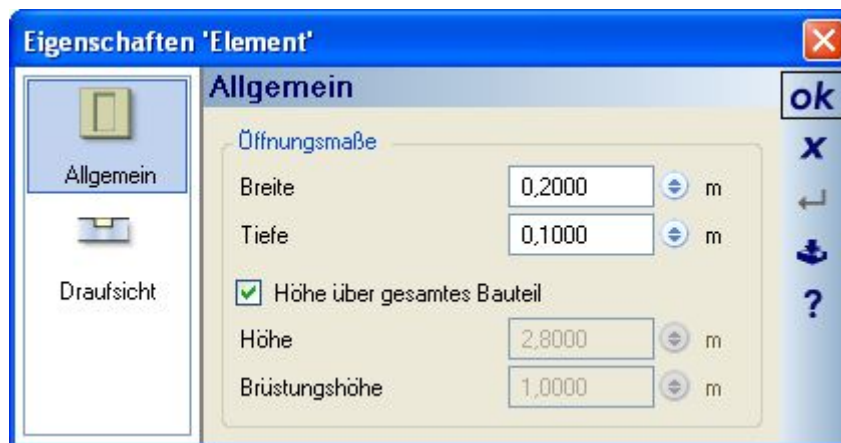 Eigenschaften 'Element'
Allgemein
Draufsicht
Allgemein
Öffnungsmaße
Breite 0,2000 m
Tiefe 0,1000 m
Höhe über gesamtes Bauteil
Höhe 2,8000 m
Brüstungshöhe 1,0000 m
ok
x
?